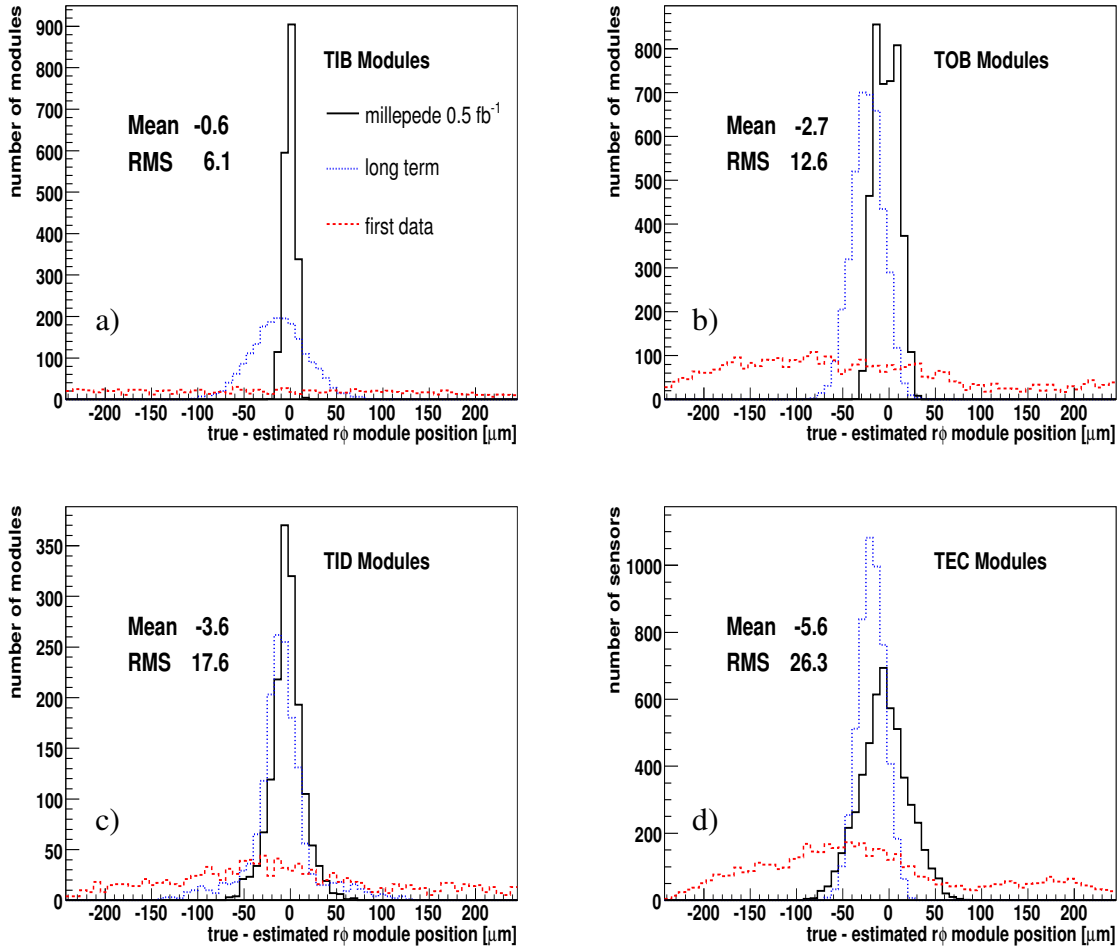 number of modules
900
800
700
600
500
400
300
200
100
0
TIB Modules
Mean -0.6
RMS 6.1
millepede 0.5 fb⁻¹
long term
first data
a)
-200 -150 -100 -50 0 50 100 150 200
true - estimated rϕ module position [μm]
number of modules
800
700
600
500
400
300
200
100
0
TOB Modules
Mean -2.7
RMS 12.6
b)
-200 -150 -100 -50 0 50 100 150 200
true - estimated rϕ module position [μm]
number of modules
350
300
250
200
150
100
50
0
TID Modules
Mean -3.6
RMS 17.6
c)
-200 -150 -100 -50 0 50 100 150 200
true - estimated rϕ module position [μm]
number of sensors
1000
800
600
400
200
0
TEC Modules
Mean -5.6
RMS 26.3
d)
-200 -150 -100 -50 0 50 100 150 200
true - estimated rϕ module position [μm]